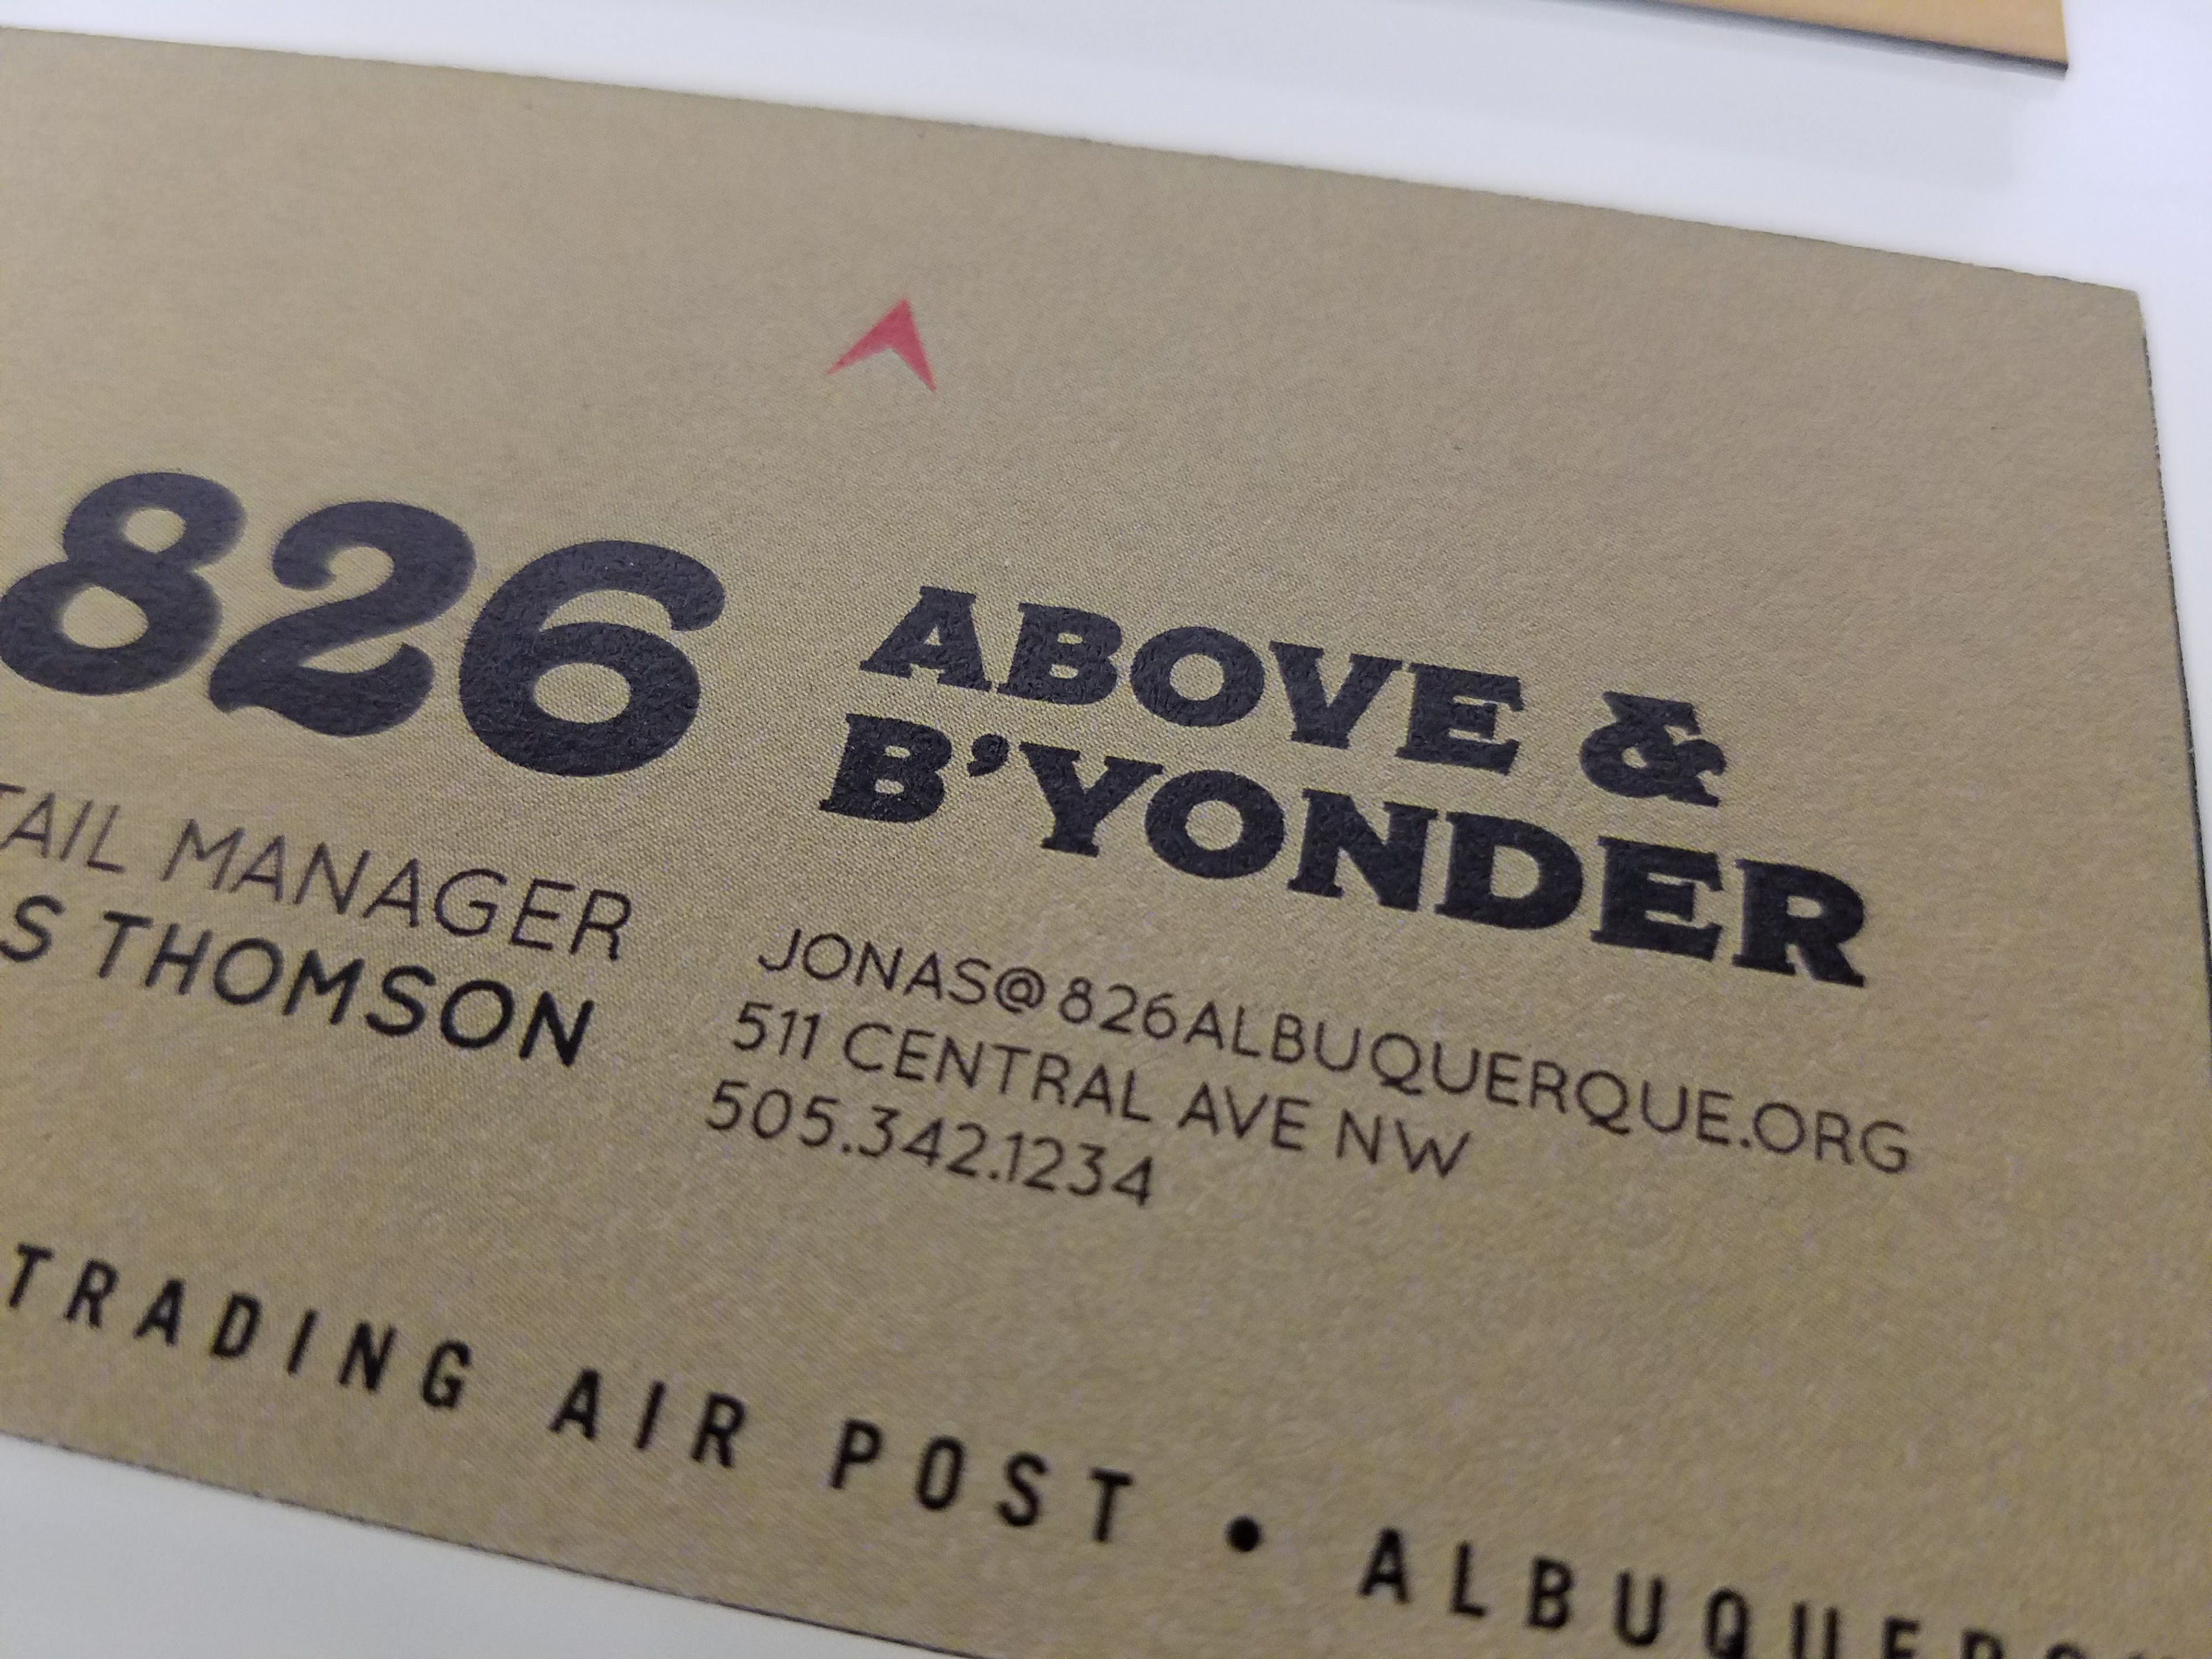 826
ABOVE &
B'YONDER
TAIL MANAGER
S THOMSON
JONAS@826ALBUQUERQUE.ORG
511 CENTRAL AVE NW
505.342.1234
TRADING AIR POST • ALBUQUERQU